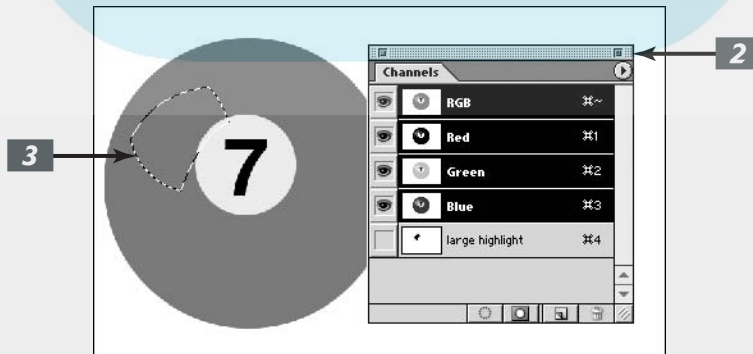 2
Channels
RGB ⌘~
Red ⌘1
3
7
Green ⌘2
Blue ⌘3
large highlight ⌘4